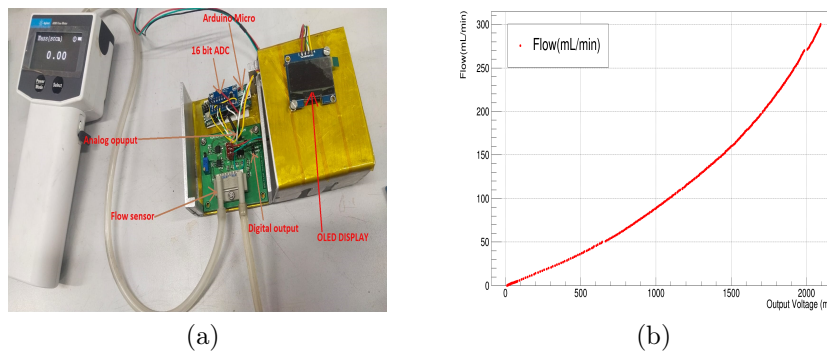 Arduino Micro
16 bit ADC
0.00
Analog opuput
Flow sensor
Digital output
OLED DISPLAY
(a)
Flow(mL/min)
300
250
200
150
100
50
0
Flow(mL/min)
0
500
1000
1500
2000
Output Voltage (m
(b)